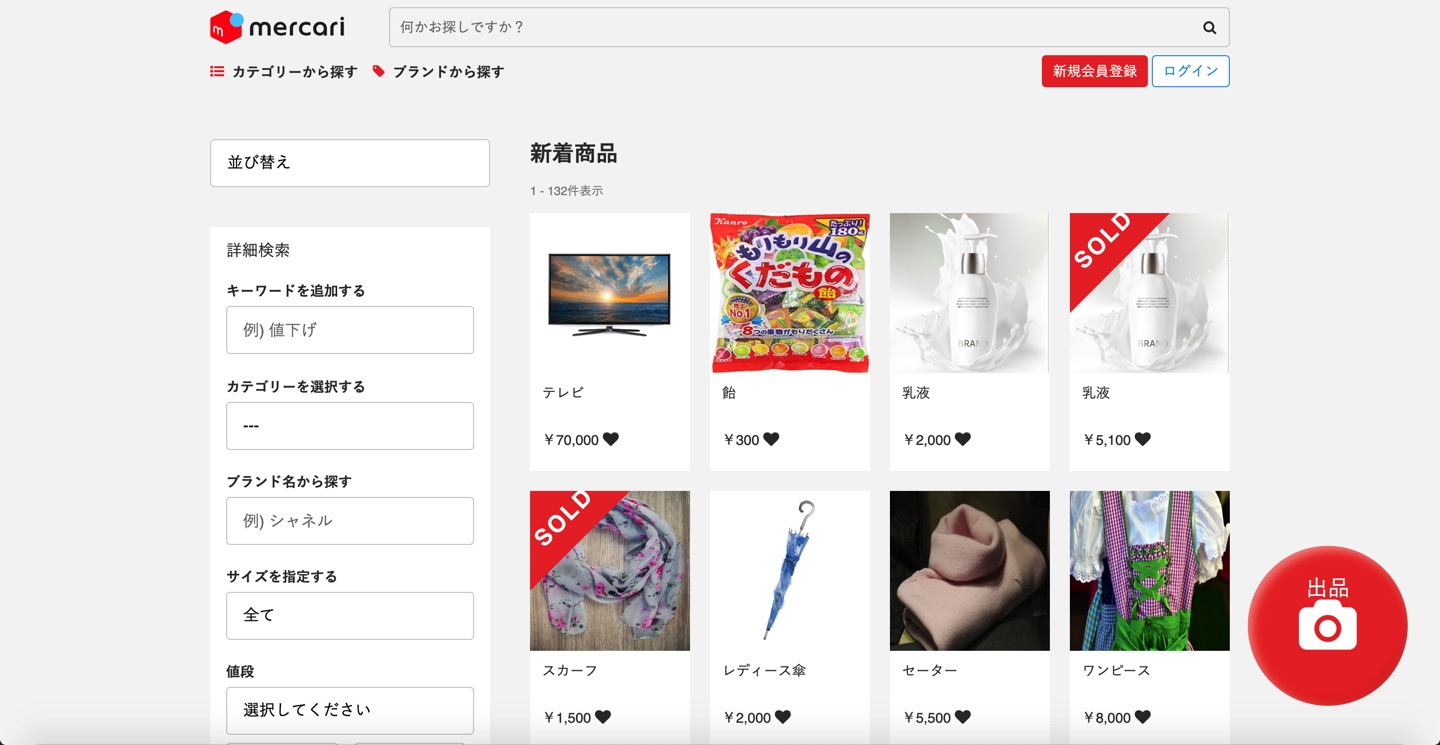 mercari
何かお探しですか？
カテゴリーから探す ブランドから探す
新規会員登録 ログイン
並び替え
詳細検索
キーワードを追加する
例) 値下げ
カテゴリーを選択する
---
ブランド名から探す
例) シャネル
サイズを指定する
全て
値段
選択してください
新着商品
1 - 132件表示
Kanro
たっぷり!
180
もりもり山の
くだもの
飴
売上
No.1
8つの果物がもりだくさん
BRAND
SOLD
BRAND
テレビ 飴 乳液 乳液
￥70,000 ￥300 ￥2,000 ￥5,100
SOLD
スカーフ レディース傘 セーター ワンピース
￥1,500 ￥2,000 ￥5,500 ￥8,000
出品